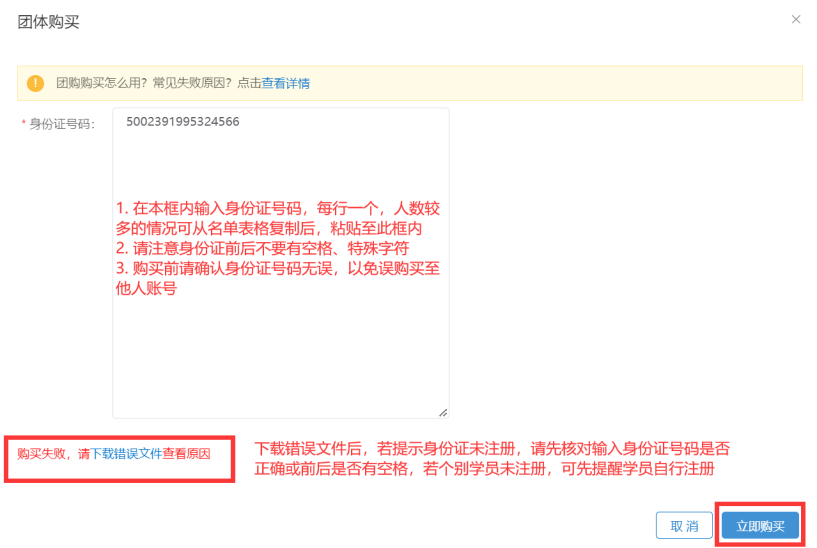 团体购买
团购购买怎么用？常见失败原因？点击查看详情
* 身份证号码：
5002391995324566
1. 在本框内输入身份证号码，每行一个，人数较
多的情况可从名单表格复制后，粘贴至此框内
2. 请注意身份证前后不要有空格、特殊字符
3. 购买前请确认身份证号码无误，以免误购买至
他人账号
购买失败，请下载错误文件查看原因
下载错误文件后，若提示身份证未注册，请先核对输入身份证号码是否
正确或前后是否有空格，若个别学员未注册，可先提醒学员自行注册
取 消
立即购买